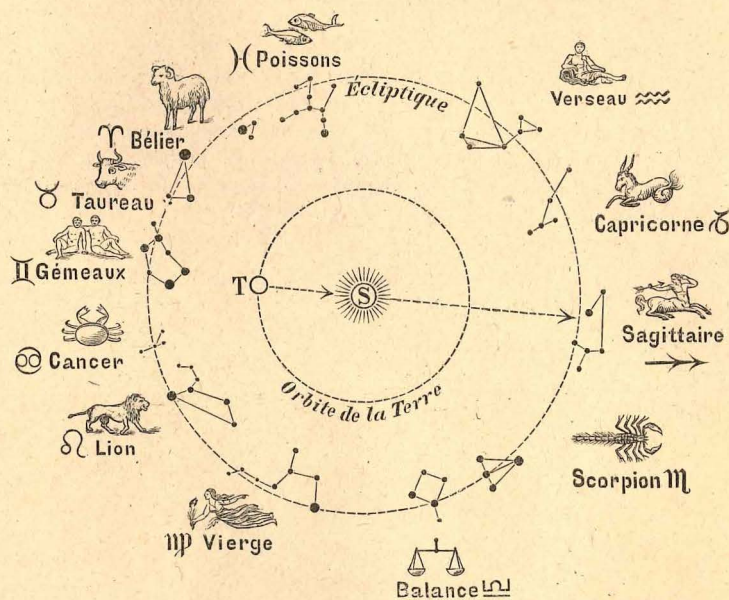 ♓ Poissons
Écliptique
Verseau ♒
♈ Bélier
♉ Taureau
Capricorne ♉
♊ Gémeaux
T
S
Sagittaire
♋ Cancer
Orbite de la Terre
♌ Lion
Scorpion ♏
♍ Vierge
Balance ♎